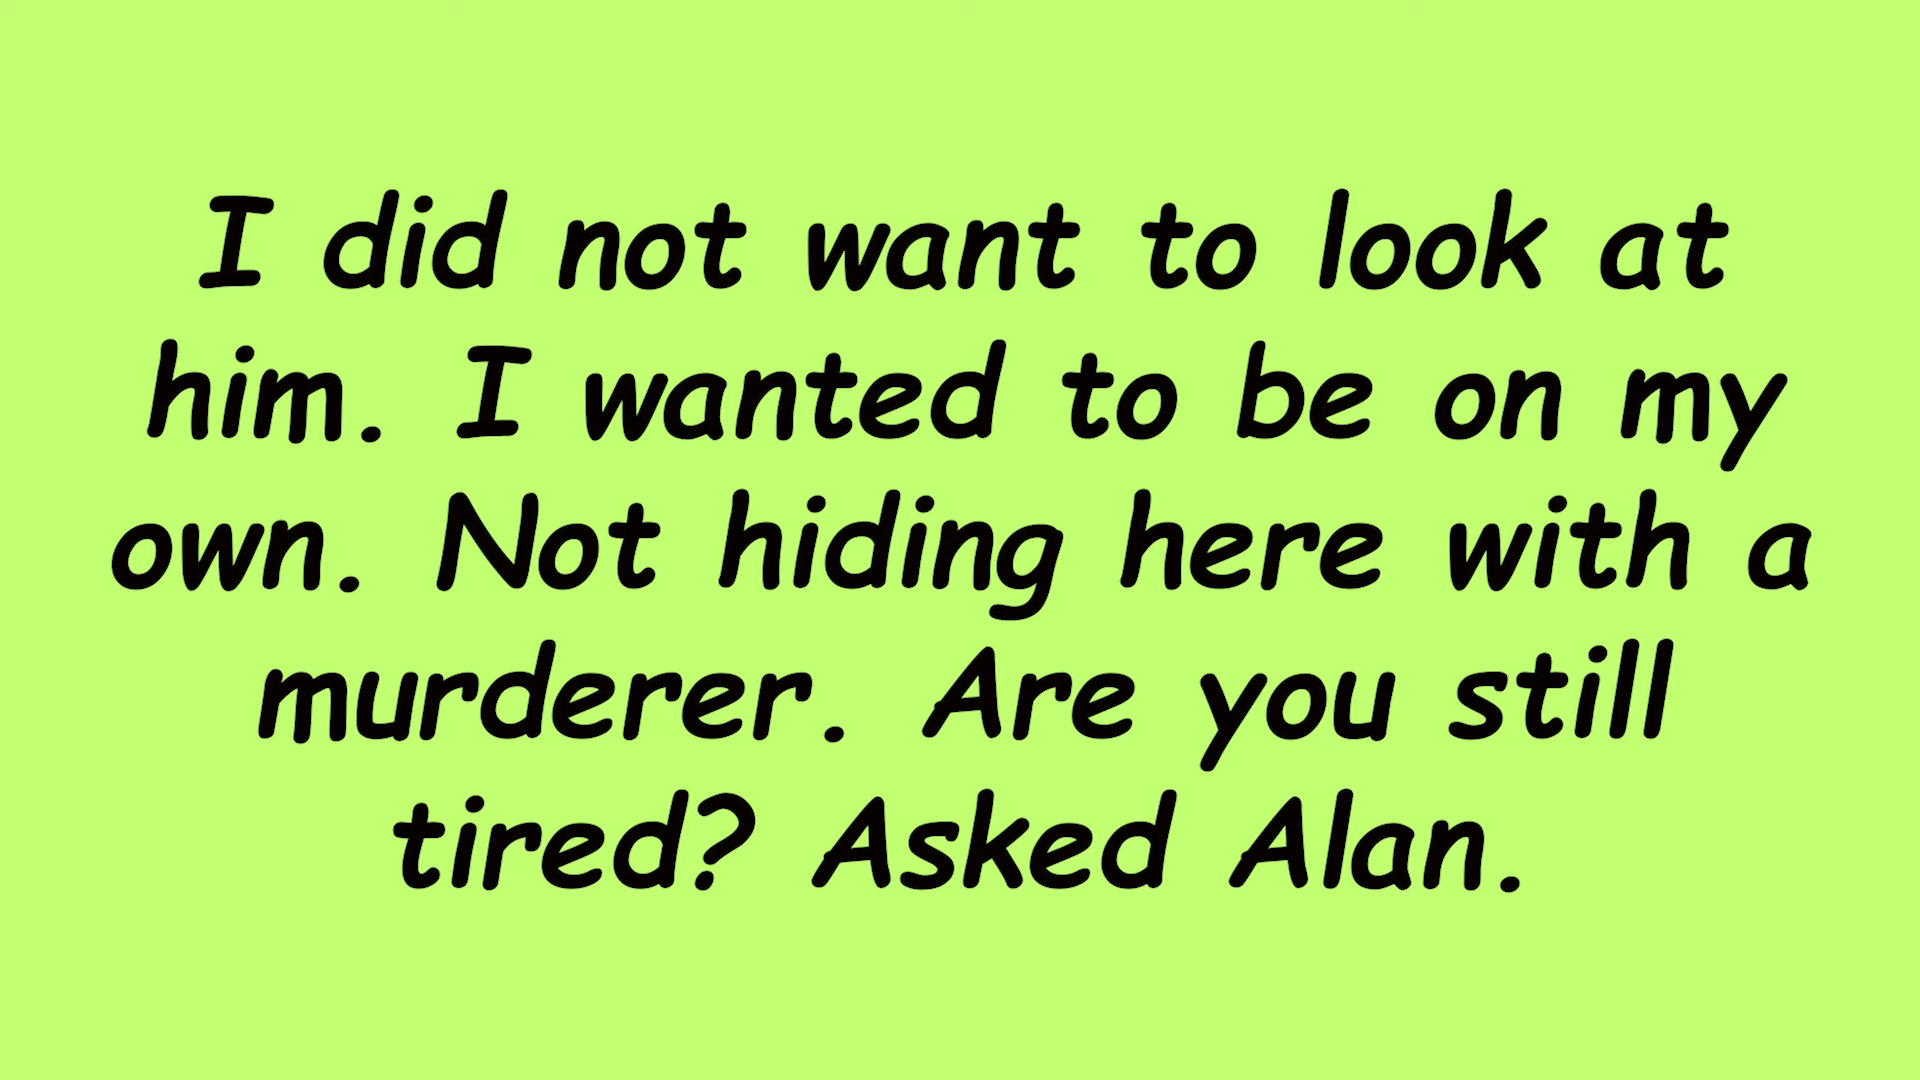 I did not want to look at
him. I wanted to be on my
own. Not hiding here with a
murderer. Are you still
tired? Asked Alan.